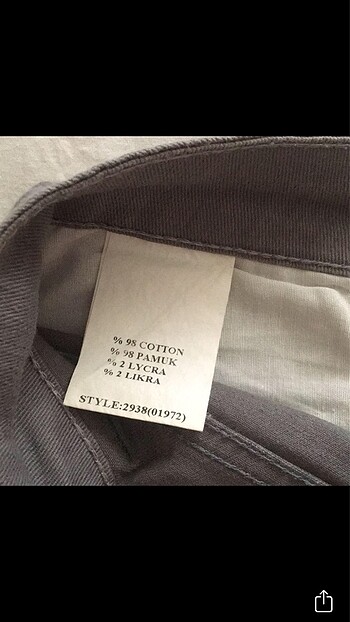 % 98 COTTON
% 98 PAMUK
% 2 LYCRA
% 2 LIKRA
STYLE:2938(01972)